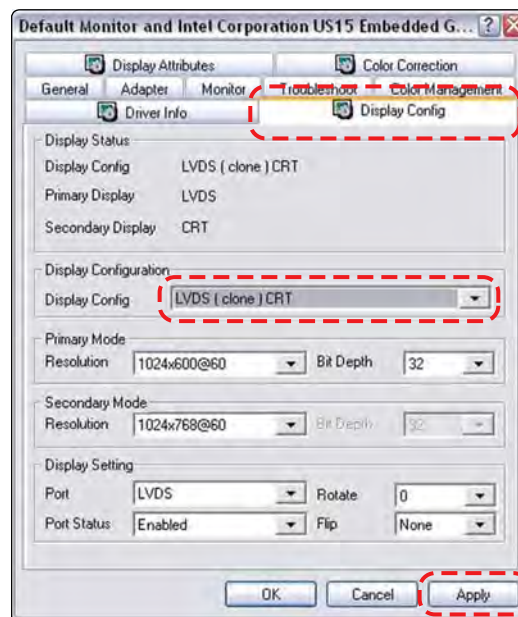 Default Monitor and Intel Corporation US15 Embedded G...
Display Attributes Color Correction
General Adapter Monitor Troubleshoot Color Management
Driver Info Display Config
Display Status
Display Config LVDS ( clone ) CRT
Primary Display LVDS
Secondary Display CRT
Display Configuration
Display Config LVDS ( clone ) CRT
Primary Mode
Resolution 1024x600@60 Bit Depth 32
Secondary Mode
Resolution 1024x768@60 Bit Depth 32
Display Setting
Port LVDS Rotate 0
Port Status Enabled Flip None
OK Cancel Apply